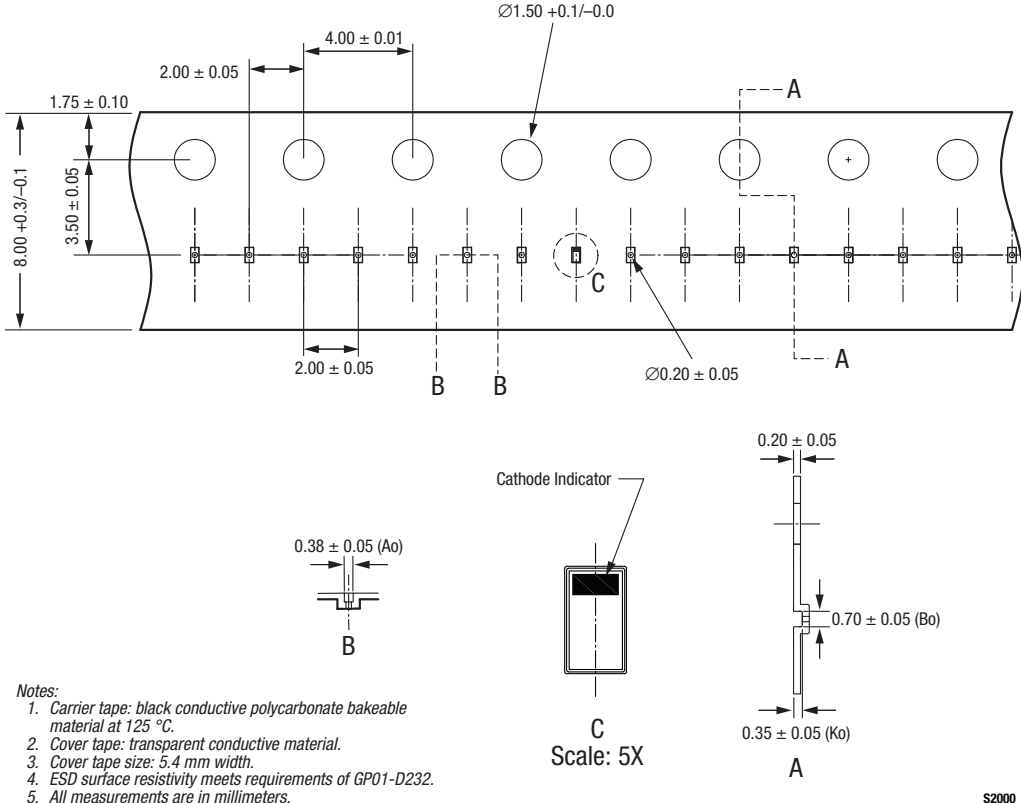 Ø1.50 +0.1/–0.0
4.00 ± 0.01
2.00 ± 0.05
A
1.75 ± 0.10
3.50 ± 0.05
8.00 +0.3/–0.1
C
2.00 ± 0.05
B
B
Ø0.20 ± 0.05
A
0.20 ± 0.05
Cathode Indicator
0.38 ± 0.05 (Ao)
0.70 ± 0.05 (Bo)
B
C
Scale: 5X
0.35 ± 0.05 (Ko)
A
Notes:
1. Carrier tape: black conductive polycarbonate bakeable
material at 125 °C.
2. Cover tape: transparent conductive material.
3. Cover tape size: 5.4 mm width.
4. ESD surface resistivity meets requirements of GP01-D232.
5. All measurements are in millimeters.
S2000